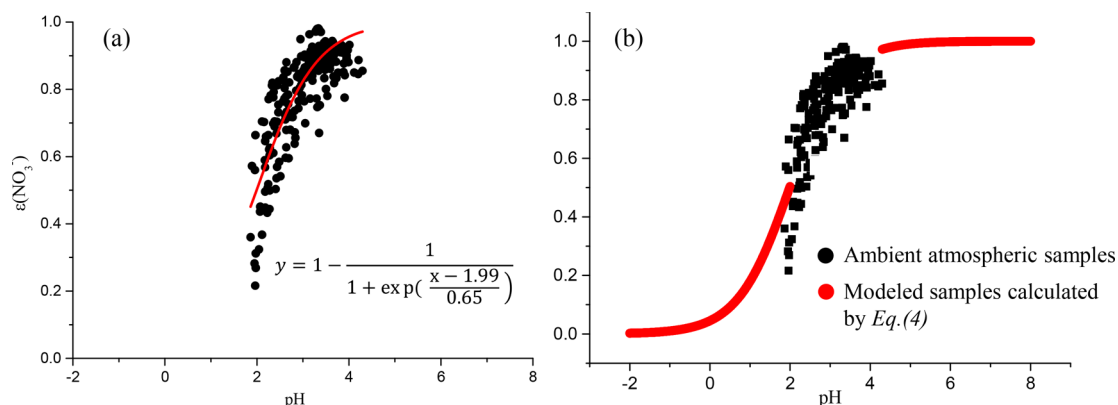 (a)
1.0
0.8
0.6
0.4
0.2
0.0
ε(NO₃⁻)
y = 1 − 1 / (1 + ex p( (x − 1.99) / 0.65 ))
-2 0 2 4 6 8
pH
(b)
1.0
0.8
0.6
0.4
0.2
0.0
Ambient atmospheric samples
Modeled samples calculated
by Eq.(4)
-2 0 2 4 6 8
pH